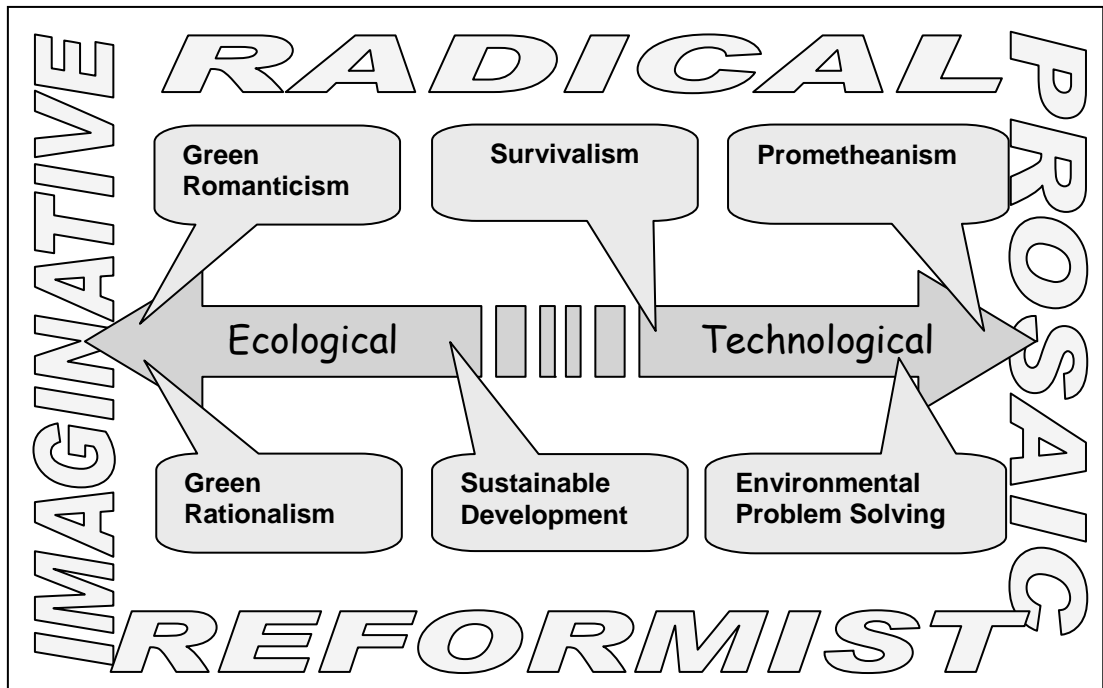 RADICAL
IMAGINATIVE
PROSAIC
Green
Romanticism
Survivalism
Prometheanism
Ecological
Technological
Green
Rationalism
Sustainable
Development
Environmental
Problem Solving
REFORMIST